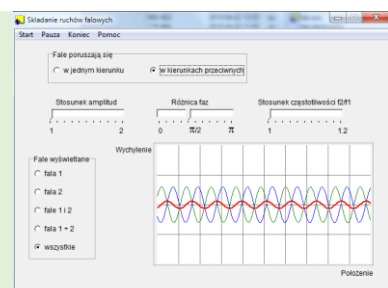 Składanie ruchów falowych
Start Pauza Koniec Pomoc
Fale poruszają się
w jednym kierunku
w kierunkach przeciwnych
Stosunek amplitud
Różnica faz
Stosunek częstotliwości f2/f1
1 2
0 π/2 π
1 1.2
Fale wyświetlane
fala 1
fala 2
fale 1 i 2
fala 1 + 2
wszystkie
Wychylenie
Położenie